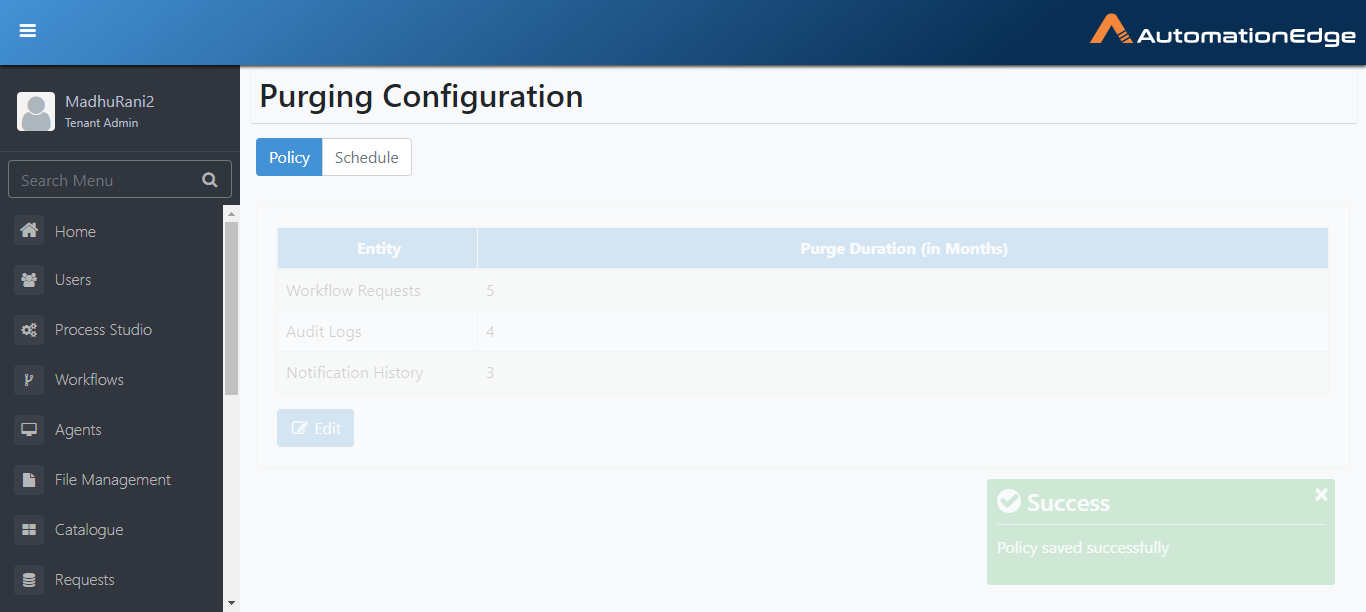 AutomationEdge
MadhuRani2
Tenant Admin
Search Menu
Home
Users
Process Studio
Workflows
Agents
File Management
Catalogue
Requests
Purging Configuration
Policy Schedule
Entity Purge Duration (in Months)
Workflow Requests 5
Audit Logs 4
Notification History 3
Edit
Success
Policy saved successfully